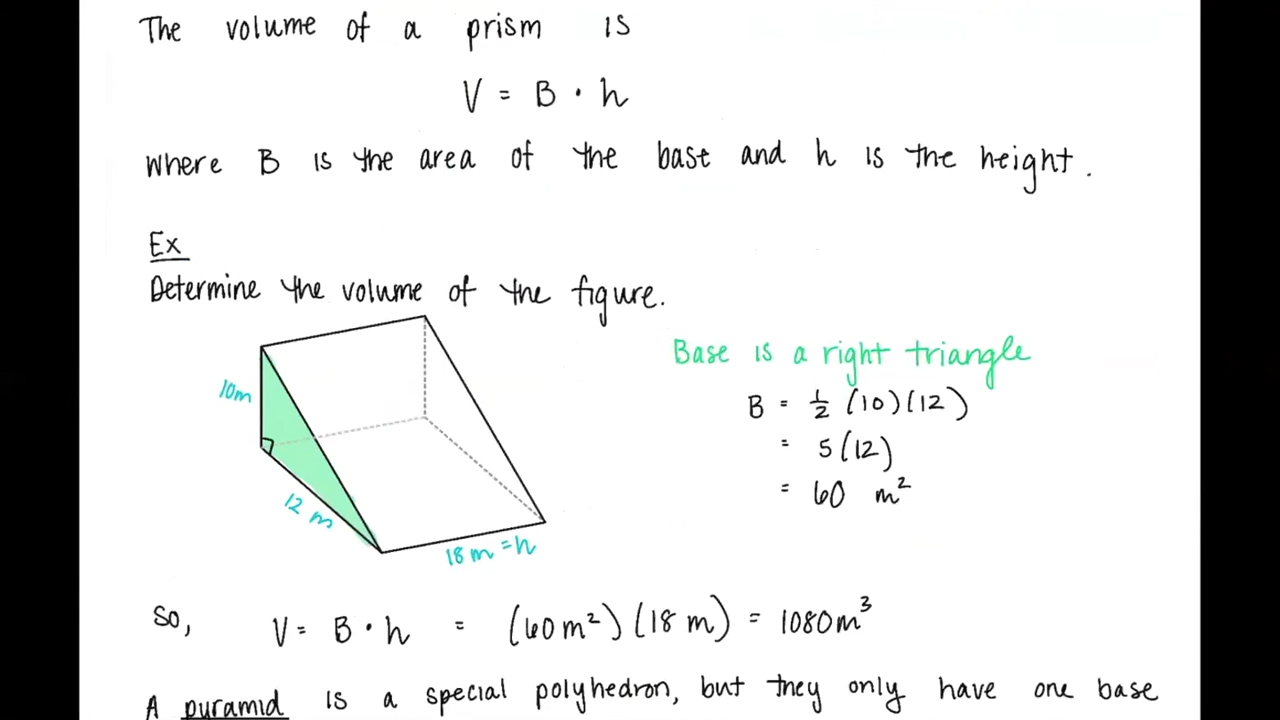 The volume of a prism is
V = B · h
where B is the area of the base and h is the height.
Ex
Determine the volume of the figure.
Base is a right triangle
10m
B = 1/2 (10)(12)
= 5(12)
= 60 m²
12 m
18 m = h
So, V = B · h = (60 m²)(18 m) = 1080m³
A pyramid is a special polyhedron, but they only have one base